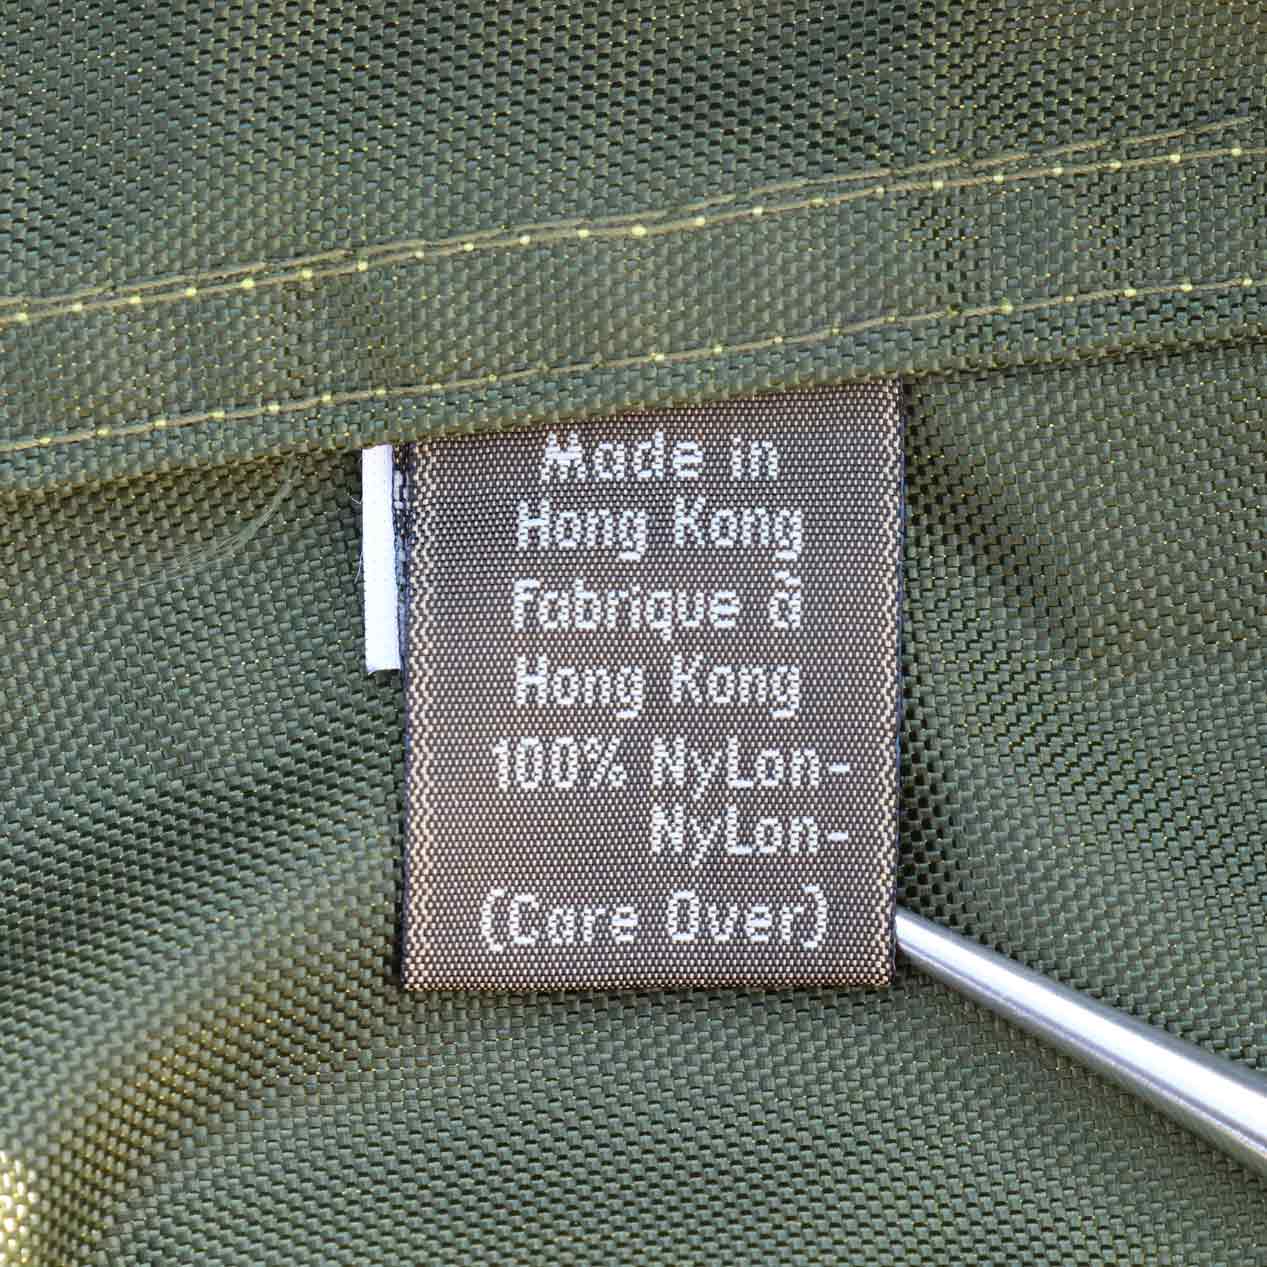 Made in
Hong Kong
Fabrique à
Hong Kong
100% NyLon-
NyLon-
(Care Over)